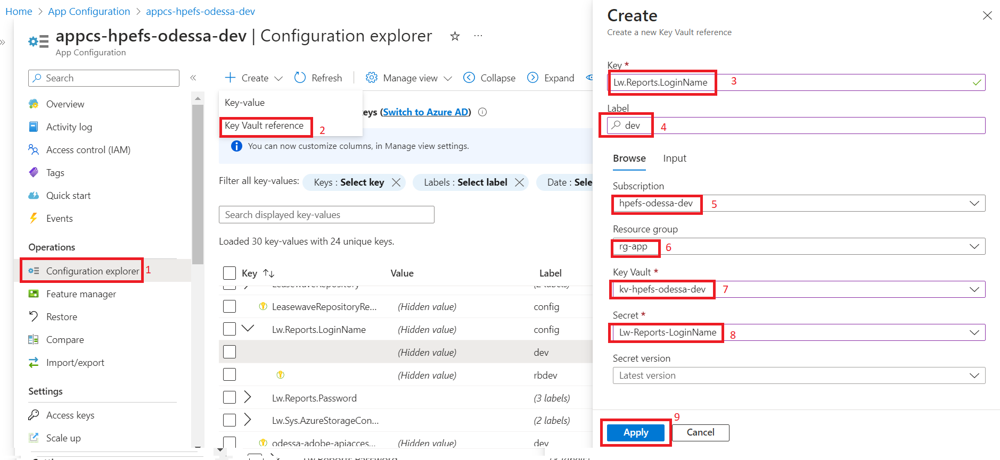 Home > App Configuration > appcs-hpefs-odessa-dev
appcs-hpefs-odessa-dev | Configuration explorer
App Configuration
Search
Overview
Activity log
Access control (IAM)
Tags
Quick start
Events
Operations
Configuration explorer 1
Feature manager
Restore
Compare
Import/export
Settings
Access keys
Scale up
Create Refresh Manage view Collapse Expand
Key-value
Key Vault reference 2
eys (Switch to Azure AD)
You can now customize columns, in Manage view settings.
Filter all key-values: Keys : Select key Labels : Select label Date : Sele
Search displayed key-values
Loaded 30 key-values with 24 unique keys.
Key Value Label
LeasewaveRepository (2 labels)
LeasewaveRepositoryRe... (Hidden value) config
Lw.Reports.LoginName (Hidden value) config
(Hidden value) dev
(Hidden value) rbdev
Lw.Reports.Password (3 labels)
Lw.Sys.AzureStorageCon... (2 labels)
odessa-adobe-apiacces... (Hidden value) dev
Lw.Reports.Password (3 labels)
Create
Create a new Key Vault reference
Key *
Lw.Reports.LoginName 3
Label
dev 4
Browse Input
Subscription
hpefs-odessa-dev 5
Resource group
rg-app 6
Key Vault *
kv-hpefs-odessa-dev 7
Secret *
Lw-Reports-LoginName 8
Secret version
Latest version
9
Apply Cancel